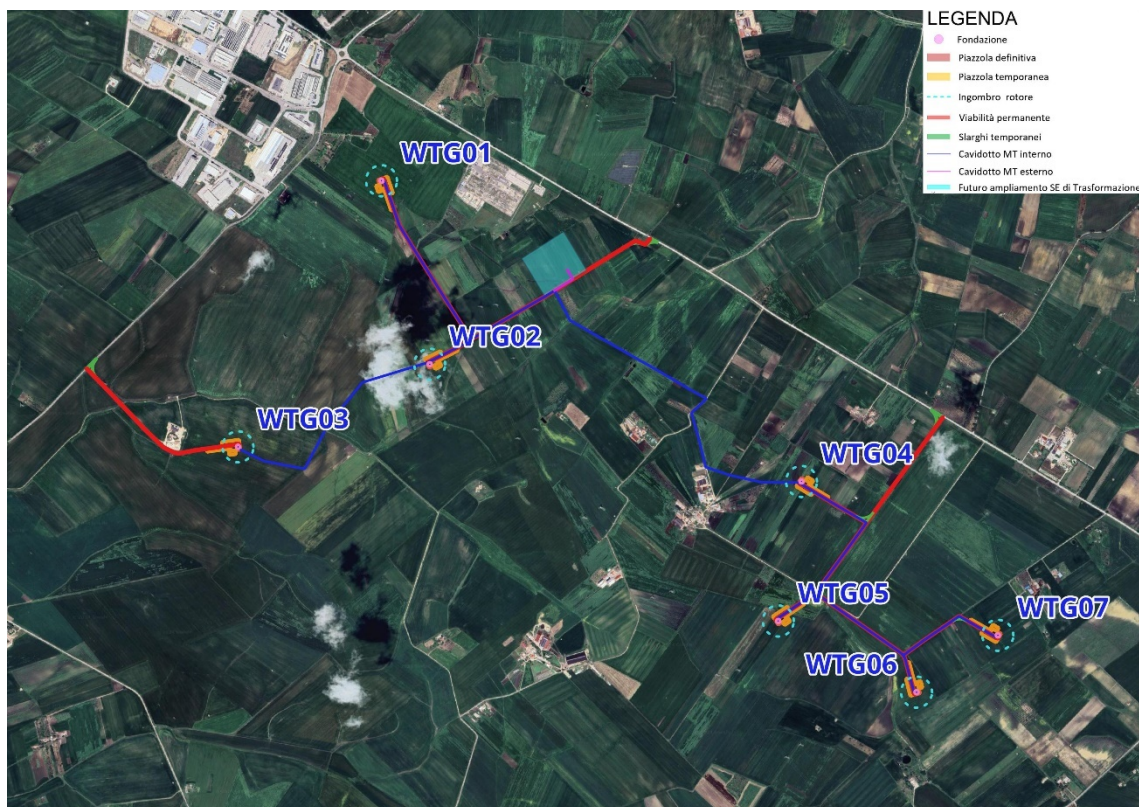 LEGENDA
Fondazione
Piazzola definitiva
Piazzola temporanea
Ingombro rotore
Viabilità permanente
Slarghi temporanei
Cavidotto MT interno
Cavidotto MT esterno
Futuro ampliamento SE di Trasformazione
WTG01
WTG02
WTG03
WTG04
WTG05
WTG07
WTG06